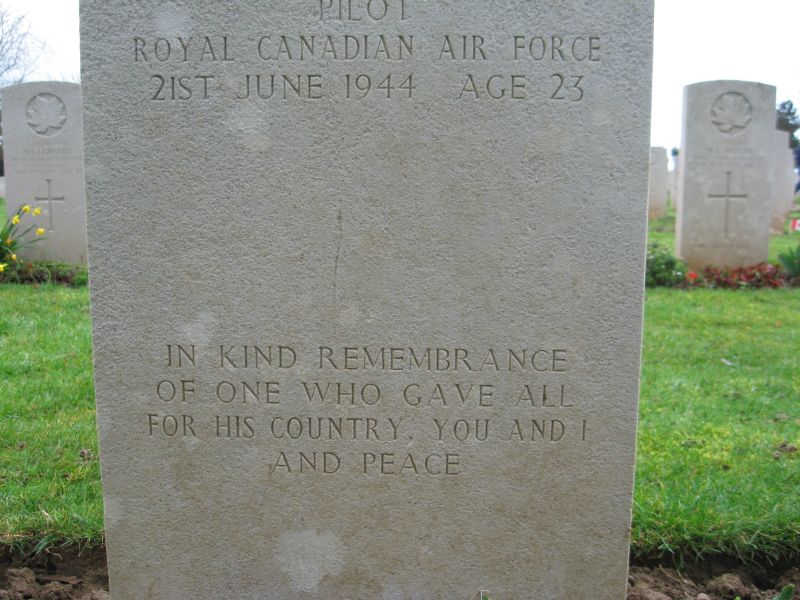 PILOT
ROYAL CANADIAN AIR FORCE
21ST JUNE 1944 AGE 23
IN KIND REMEMBRANCE
OF ONE WHO GAVE ALL
FOR HIS COUNTRY, YOU AND I
AND PEACE